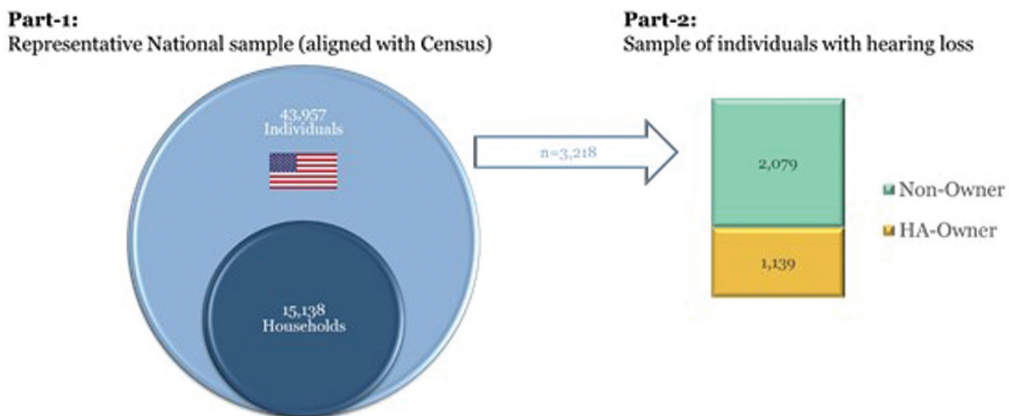 Part-1:
Representative National sample (aligned with Census)
43,957
Individuals
15,138
Households
n=3,218
Part-2:
Sample of individuals with hearing loss
2,079
1,139
Non-Owner
HA-Owner